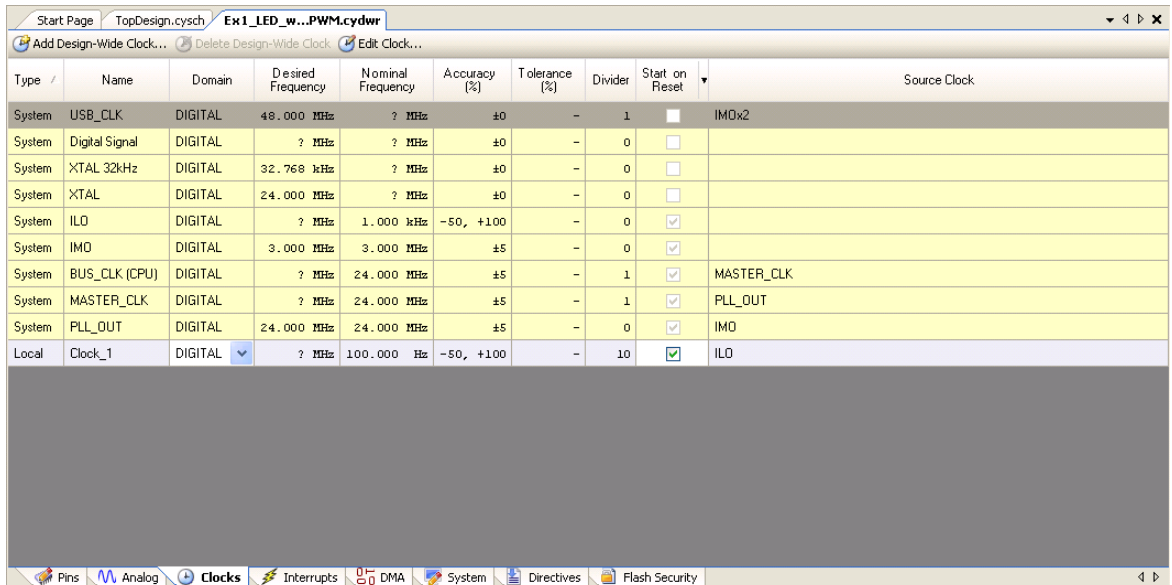 Start Page TopDesign.cysch Ex1_LED_w...PWM.cydwr
Add Design-Wide Clock... Delete Design-Wide Clock Edit Clock...
Type Name Domain Desired Frequency Nominal Frequency Accuracy (%) Tolerance (%) Divider Start on Reset Source Clock
System USB_CLK DIGITAL 48.000 MHz ? MHz ±0 - 1 IMOx2
System Digital Signal DIGITAL ? MHz ? MHz ±0 - 0
System XTAL 32kHz DIGITAL 32.768 kHz ? MHz ±0 - 0
System XTAL DIGITAL 24.000 MHz ? MHz ±0 - 0
System ILO DIGITAL ? MHz 1.000 kHz -50, +100 - 0
System IMO DIGITAL 3.000 MHz 3.000 MHz ±5 - 0
System BUS_CLK (CPU) DIGITAL ? MHz 24.000 MHz ±5 - 1 MASTER_CLK
System MASTER_CLK DIGITAL ? MHz 24.000 MHz ±5 - 1 PLL_OUT
System PLL_OUT DIGITAL 24.000 MHz 24.000 MHz ±5 - 0 IMO
Local Clock_1 DIGITAL ? MHz 100.000 Hz -50, +100 - 10 ILO
Pins Analog Clocks Interrupts DMA System Directives Flash Security